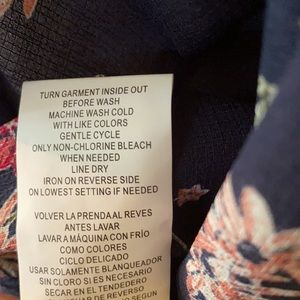 TURN GARMENT INSIDE OUT
BEFORE WASH
MACHINE WASH COLD
WITH LIKE COLORS
GENTLE CYCLE
ONLY NON-CHLORINE BLEACH
WHEN NEEDED
LINE DRY
IRON ON REVERSE SIDE
ON LOWEST SETTING IF NEEDED
VOLVER LA PRENDA AL REVES
ANTES LAVAR
LAVAR A MÁQUINA CON FRÍO
COMO COLORES
CICLO DELICADO
USAR SOLAMENTE BLANQUEADOR
SIN CLORO SI ES NECESARIO
SECAR EN EL TENDEDERO
DE REVERSO
SEGUN